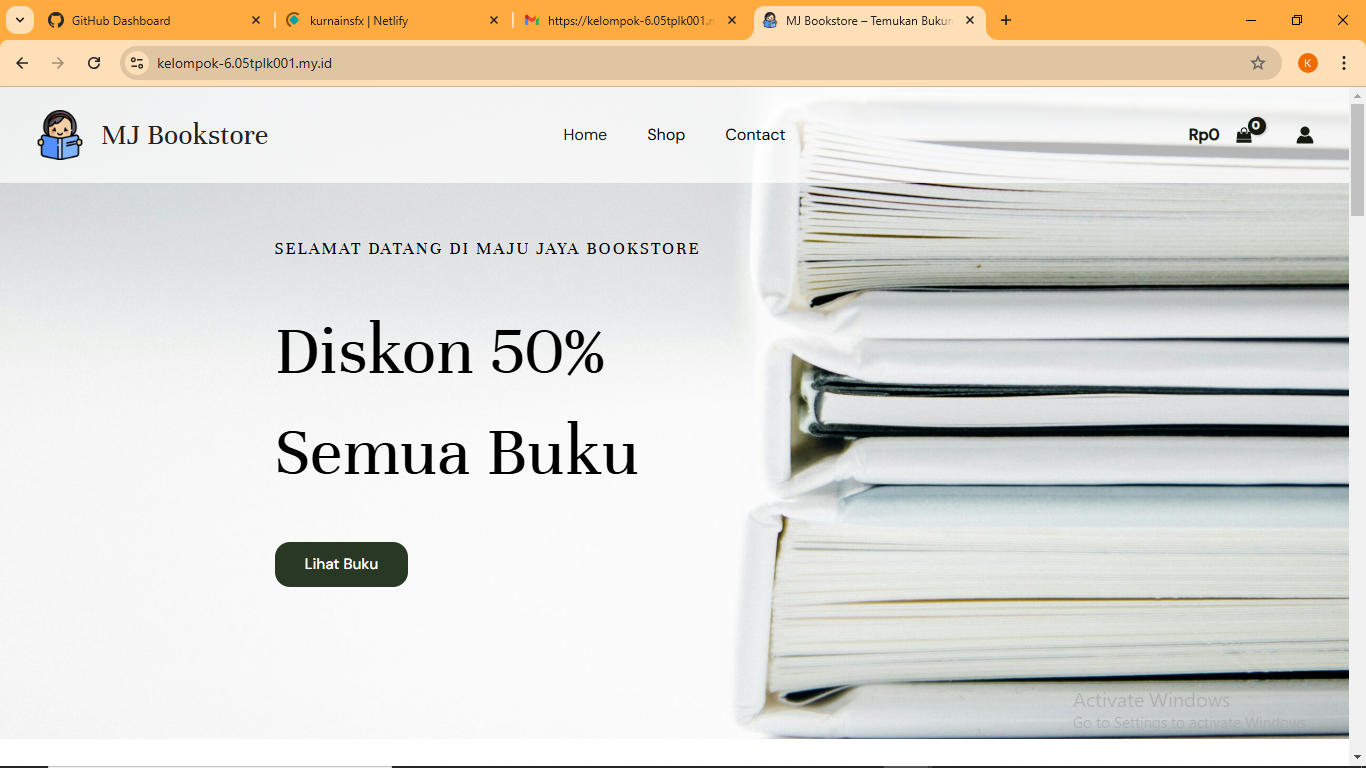 GitHub Dashboard
kurnainsfx | Netlify
https://kelompok-6.05tplk001.n
MJ Bookstore – Temukan Bukur
kelompok-6.05tplk001.my.id
K
MJ Bookstore
Home
Shop
Contact
Rp0
0
SELAMAT DATANG DI MAJU JAYA BOOKSTORE
Diskon 50%
Semua Buku
Lihat Buku
Activate Windows
Go to Settings to activate Windows.